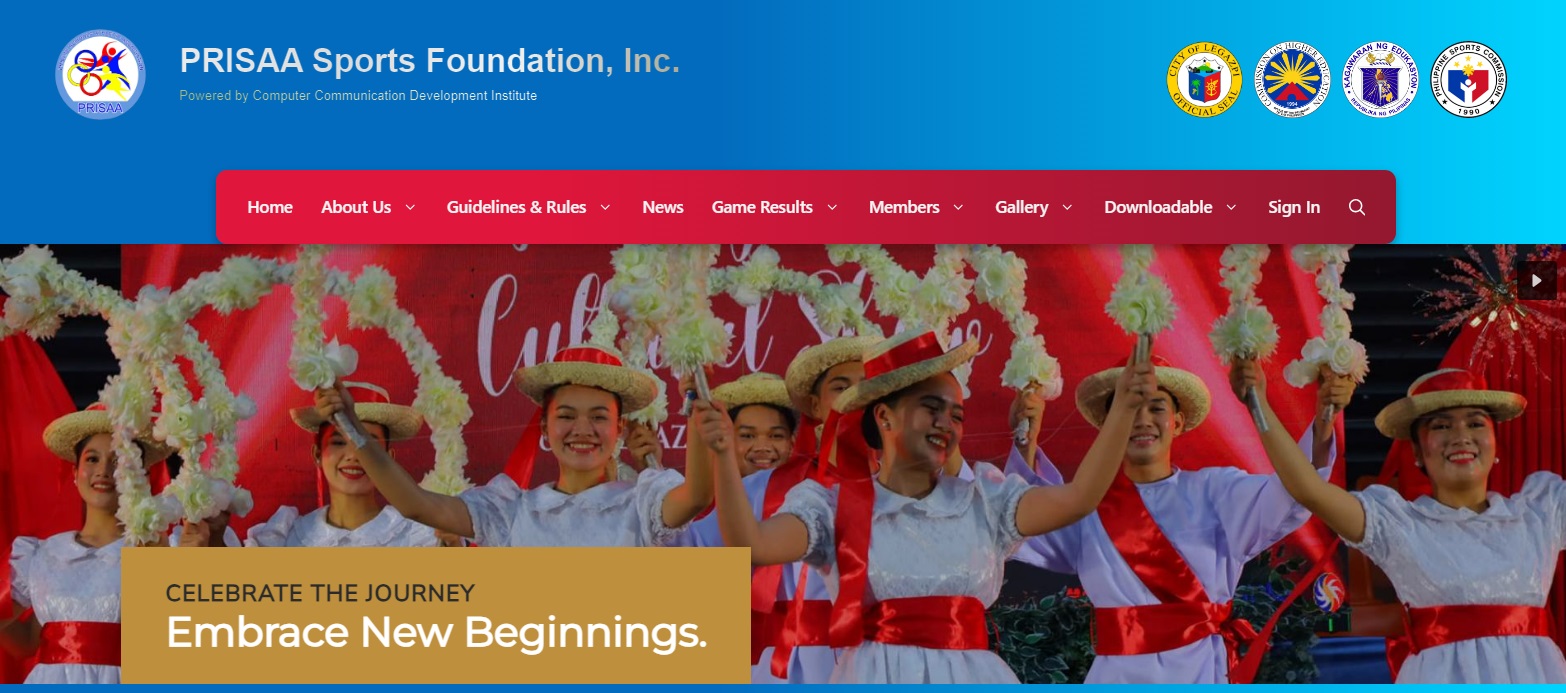 PRISAA Sports Foundation, Inc.
Powered by Computer Communication Development Institute
PRISAA
CITY OF LEGAZPI
OFFICIAL SEAL
COMMISSION ON HIGHER EDUCATION
1994
KAGAWARAN NG EDUKASYON
REPUBLIKA NG PILIPINAS
PHILIPPINE SPORTS COMMISSION
1990
Home About Us Guidelines & Rules News Game Results Members Gallery Downloadable Sign In
Cultural Show
CELEBRATE THE JOURNEY
Embrace New Beginnings.